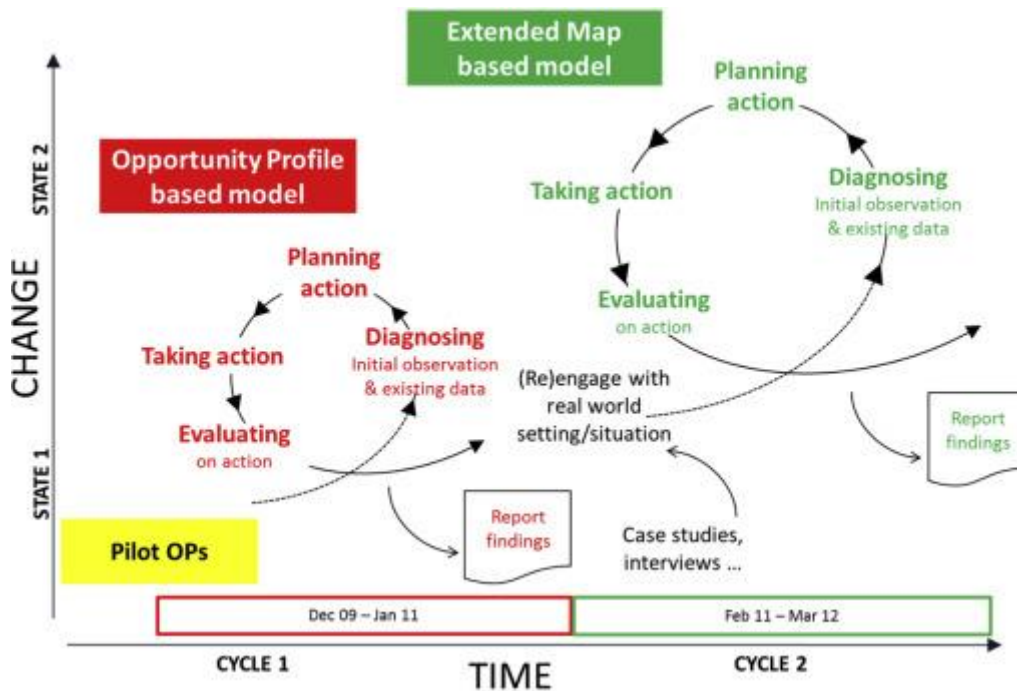 Extended Map
based model
Planning
action
Opportunity Profile
based model
Taking action
Diagnosing
Initial observation
& existing data
Evaluating
on action
Planning
action
Taking action
Diagnosing
Initial observation
& existing data
Evaluating
on action
(Re)engage with
real world
setting/situation
Report
findings
Report
findings
Case studies,
interviews ...
Pilot OPs
CHANGE
STATE 2
STATE 1
Dec 09 – Jan 11
Feb 11 – Mar 12
CYCLE 1
TIME
CYCLE 2